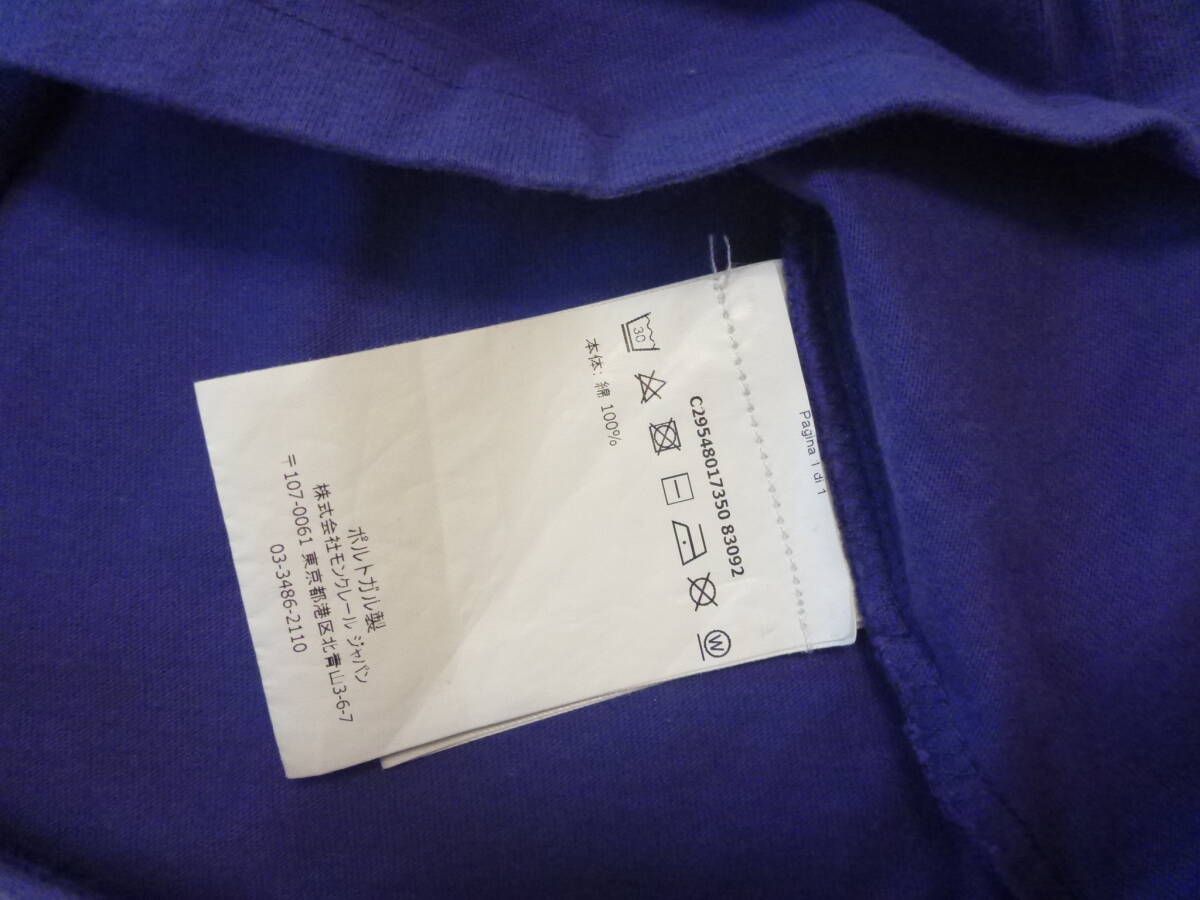 Pagina 1 di 1
C29548017350 83092
30
W
本体: 綿 100%
ポルトガル製
株式会社モンクレール ジャパン
〒107-0061 東京都港区北青山3-6-7
03-3486-2110